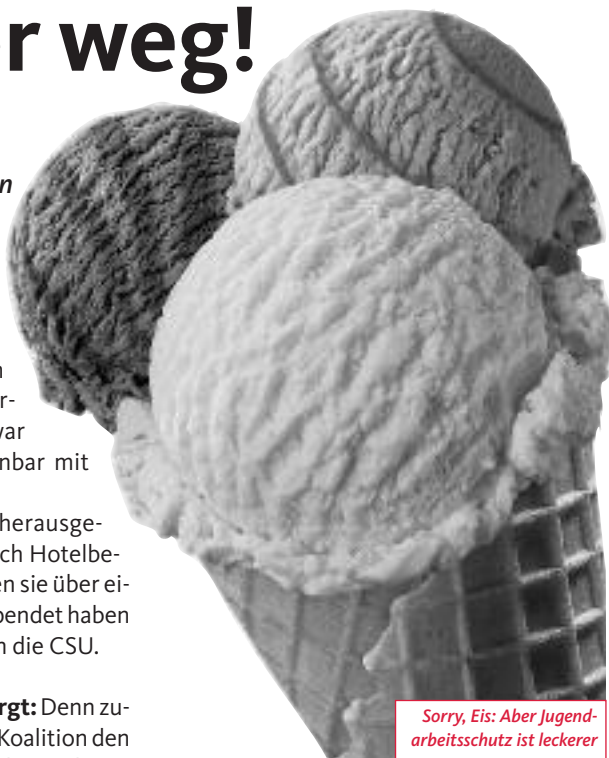 r weg!
n
n
r-
var
nbar mit
herausge-
ch Hotelbe-
en sie über ei-
pendet haben
n die CSU.
rgt: Denn zu-
Koalition den
Sorry, Eis: Aber Jugend-
arbeitsschutz ist leckerer